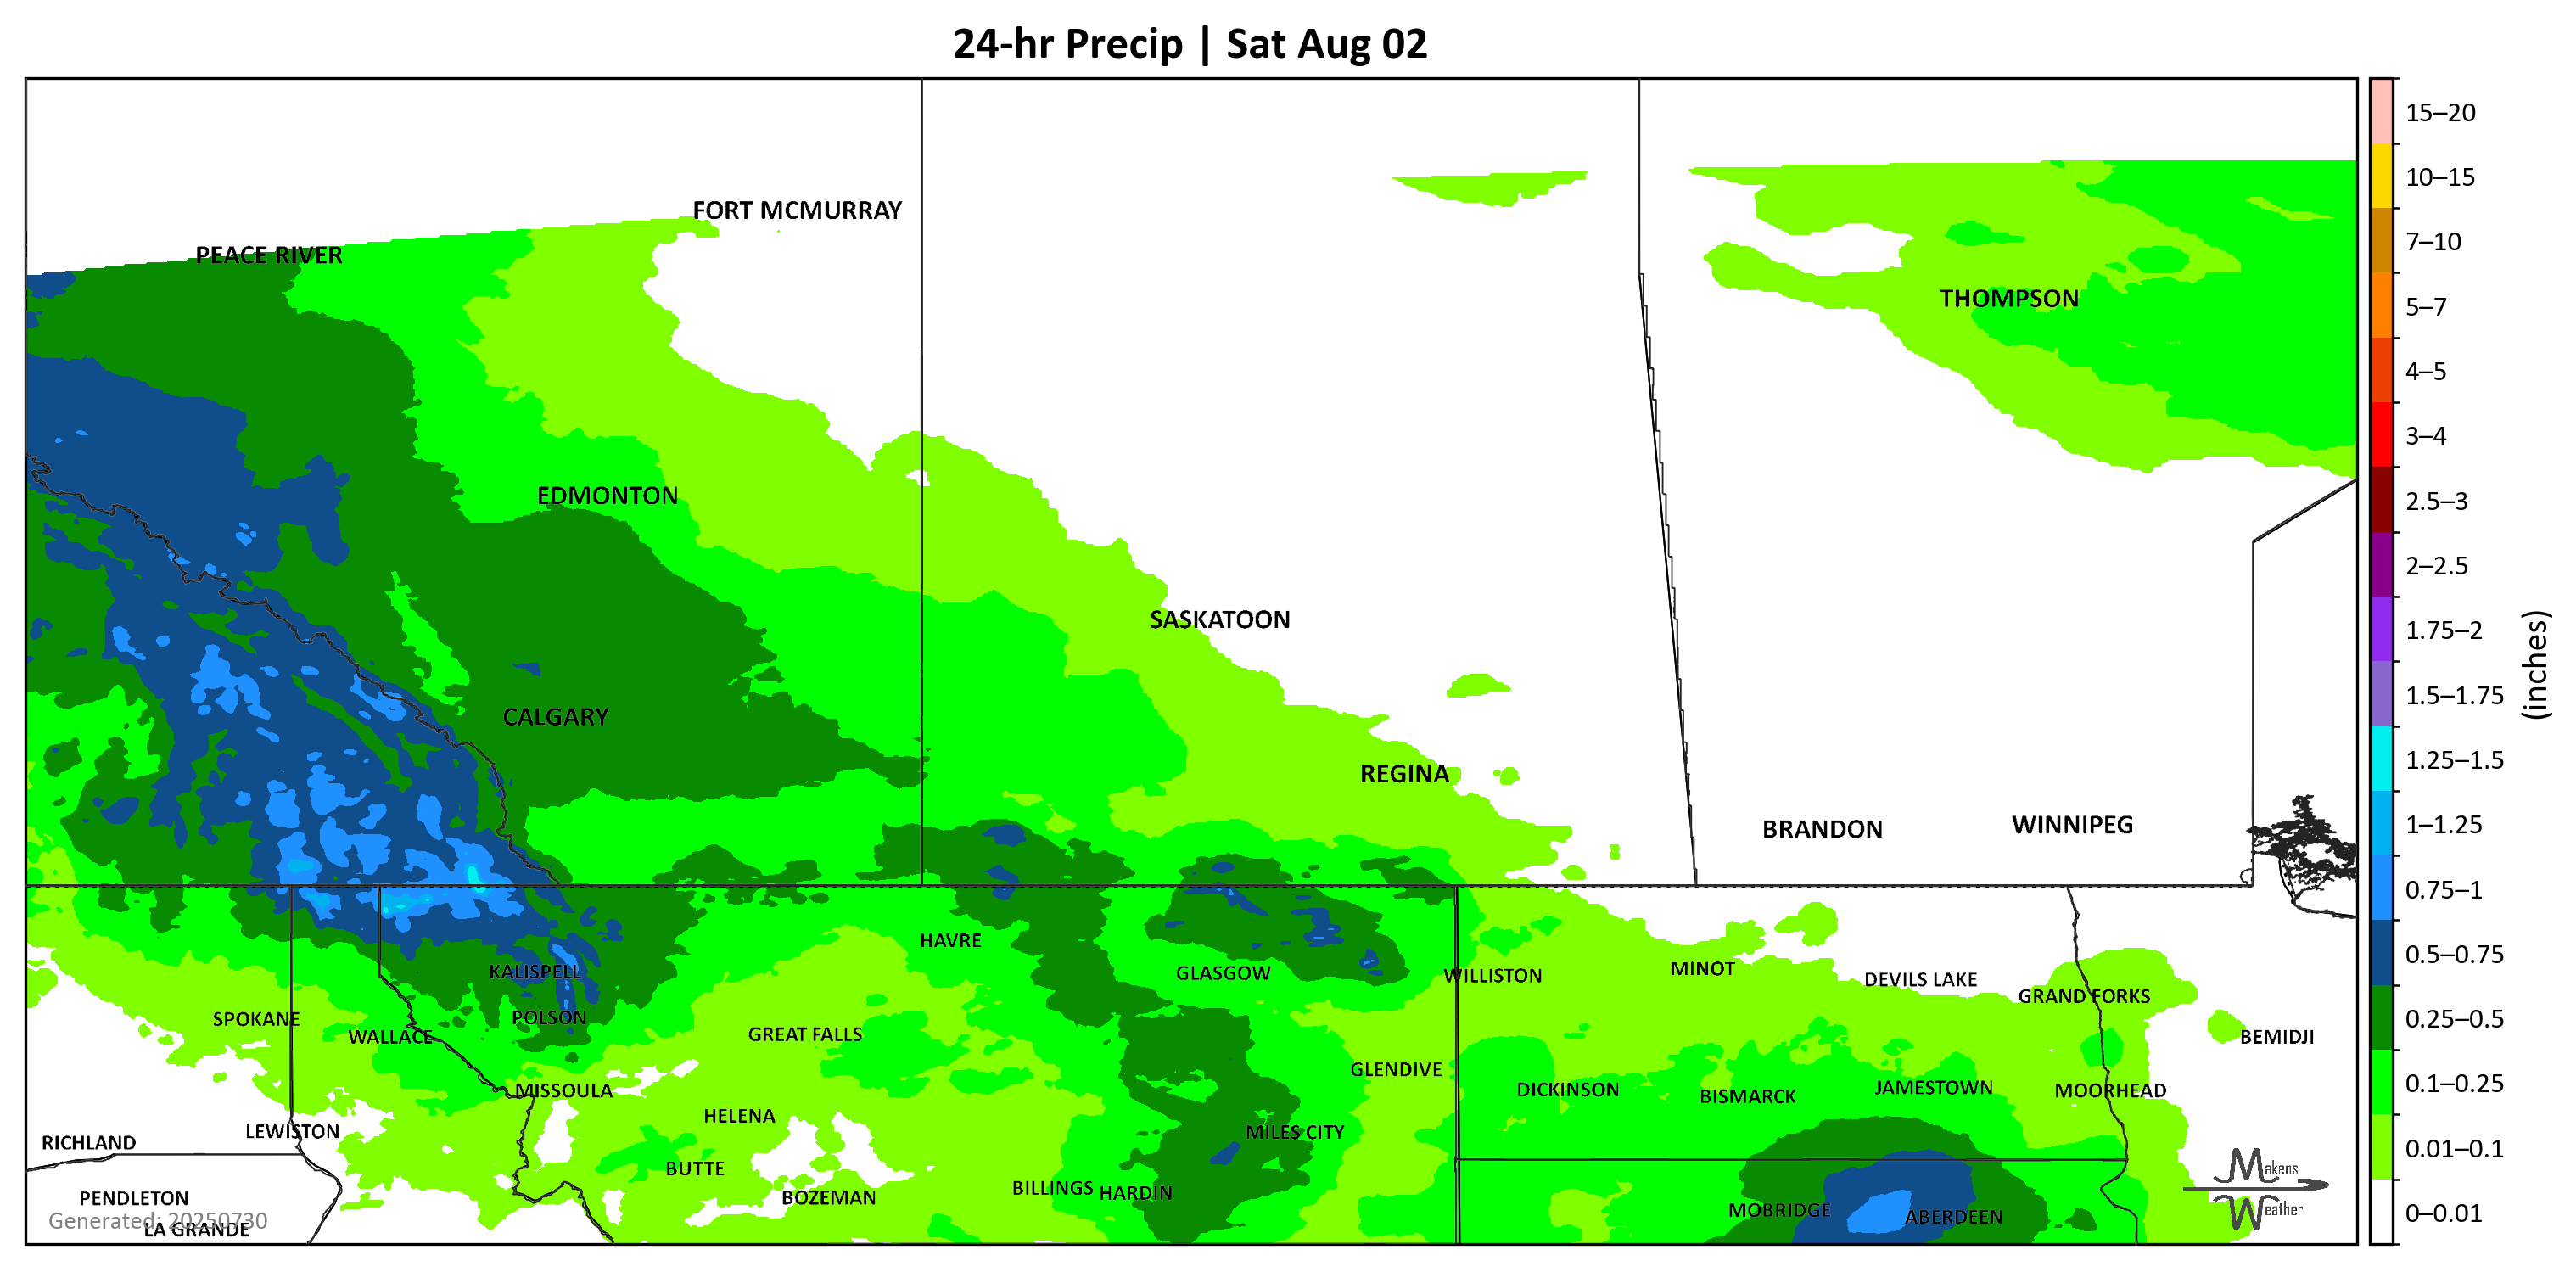 24-hr Precip | Sat Aug 02
15–20
10–15
FORT MCMURRAY
7–10
PEACE RIVER
THOMPSON
5–7
4–5
3–4
EDMONTON
2.5–3
2–2.5
SASKATOON
1.75–2
(inches)
1.5–1.75
CALGARY
1.25–1.5
REGINA
BRANDON
WINNIPEG
1–1.25
0.75–1
HAVRE
0.5–0.75
KALISPELL
GLASGOW
WILLISTON
MINOT
DEVILS LAKE
GRAND FORKS
SPOKANE
POLSON
0.25–0.5
WALLACE
GREAT FALLS
BEMIDJI
GLENDIVE
0.1–0.25
MISSOULA
DICKINSON
BISMARCK
JAMESTOWN
MOORHEAD
HELENA
RICHLAND
LEWISTON
MILES CITY
0.01–0.1
BUTTE
Makens
Weather
PENDLETON
BOZEMAN
BILLINGS
HARDIN
MOBRIDGE
ABERDEEN
0–0.01
Generated: 20250730
LA GRANDE